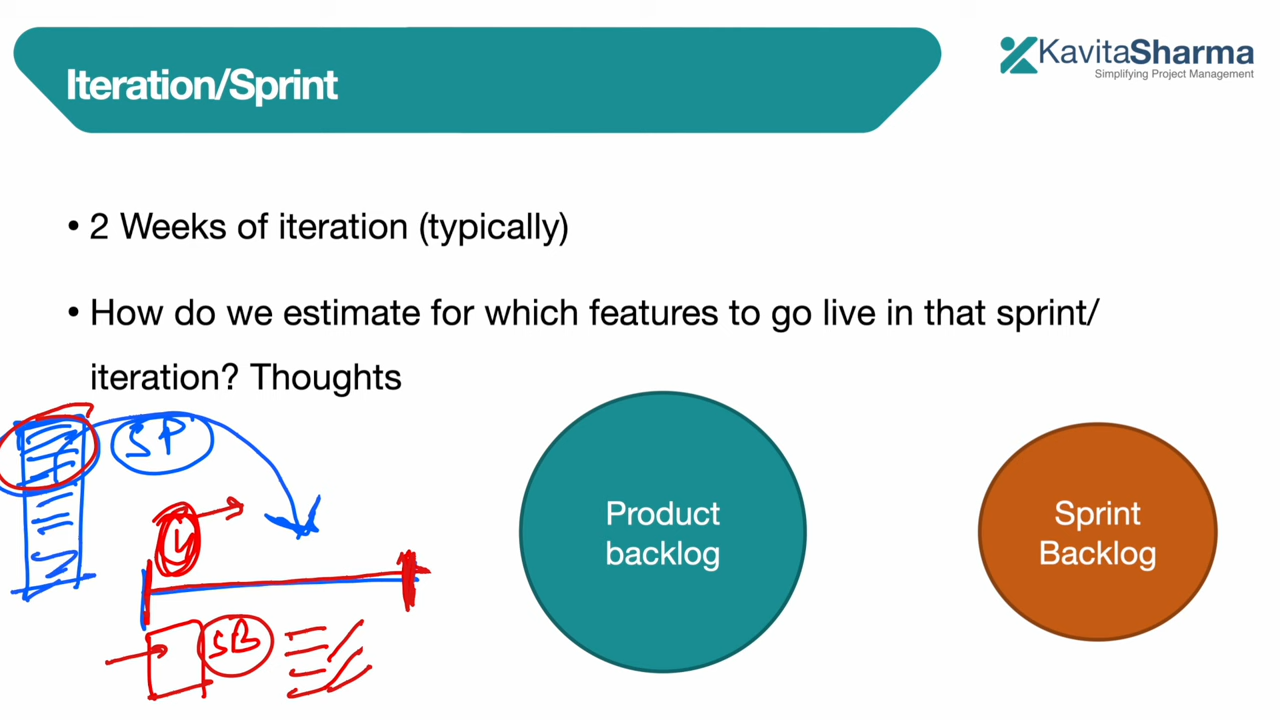 Iteration/Sprint
KavitaSharma
Simplifying Project Management
• 2 Weeks of iteration (typically)
• How do we estimate for which features to go live in that sprint/
iteration? Thoughts
SP
SB
Product
backlog
Sprint
Backlog